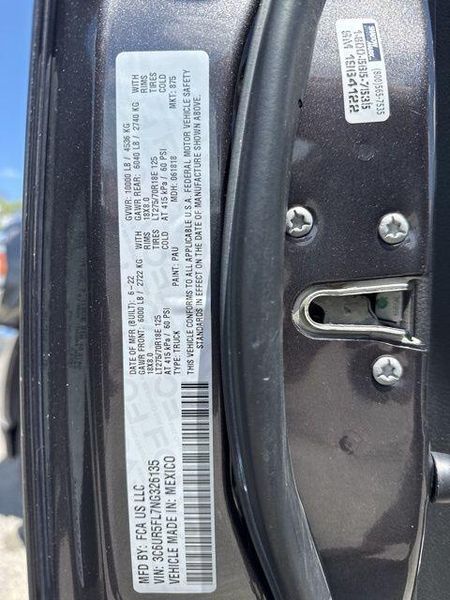 MFD BY: FCA US LLC
VIN: 3C6UR5FL7NG326135
VEHICLE MADE IN: MEXICO
DATE OF MFR (BUILT): 6-22
GVWR: 10000 LB / 4536 KG
GAWR FRONT: 6000 LB / 2722 KG WITH
18X8.0 RIMS
LT275/70R18E 125 TIRES
AT 415 kPa / 60 PSI COLD
GAWR REAR: 6040 LB / 2740 KG WITH
18X8.0 RIMS
LT275/70R18E 125 TIRES
AT 415 kPa / 60 PSI COLD
TYPE: TRUCK PAINT: PAU MDH: 061818 MKT: 875
THIS VEHICLE CONFORMS TO ALL APPLICABLE U.S.A. FEDERAL MOTOR VEHICLE SAFETY
STANDARDS IN EFFECT ON THE DATE OF MANUFACTURE SHOWN ABOVE.